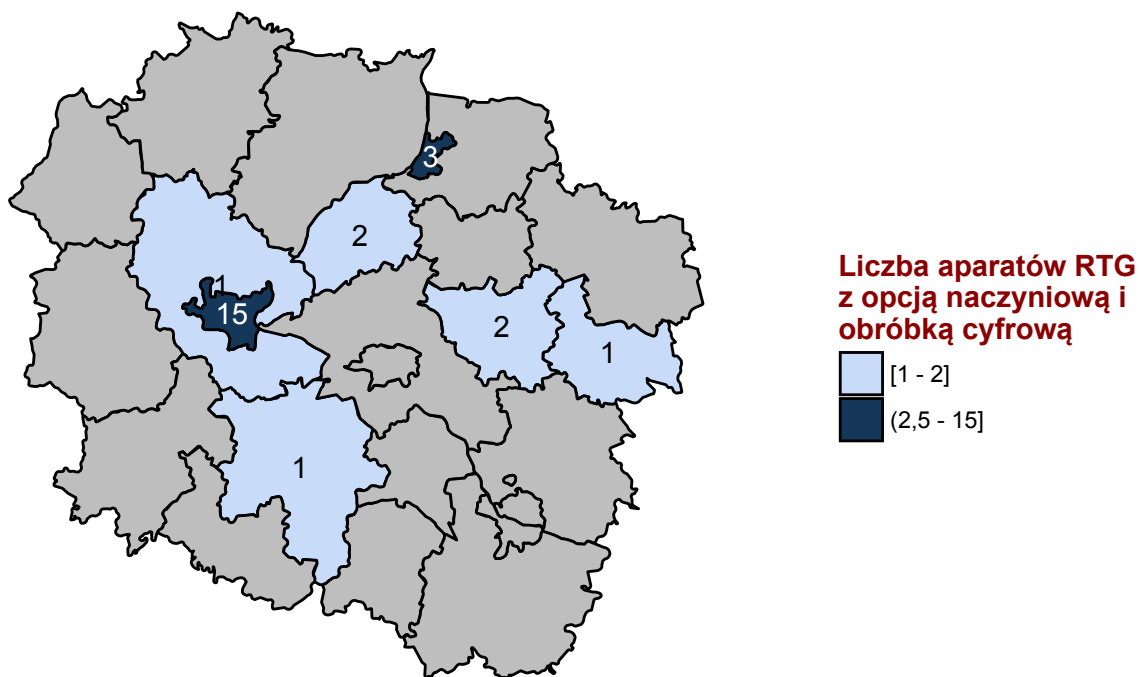 3
2
1
15
2
1
1
Liczba aparatów RTG
z opcją naczyniową i
obróbką cyfrową
[1 - 2]
(2,5 - 15]